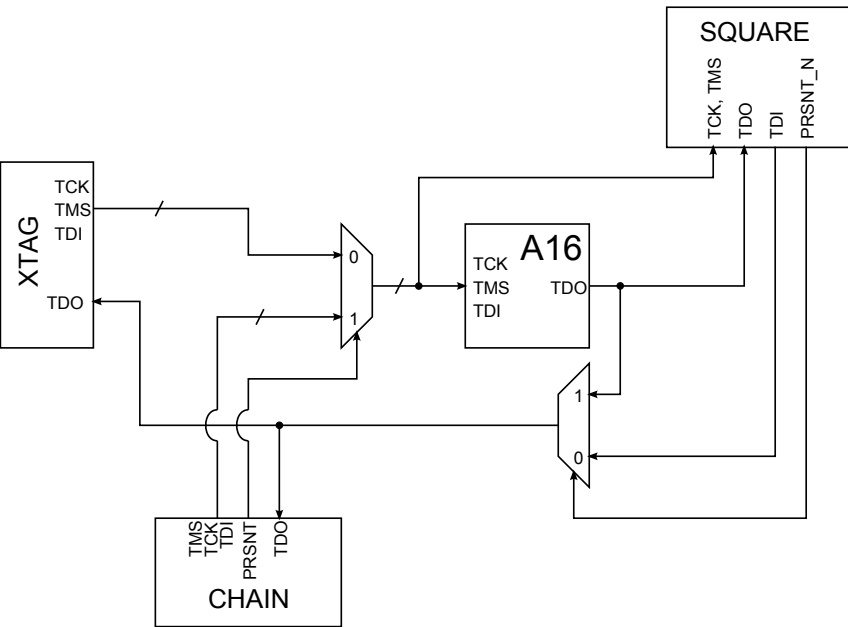 SQUARE
TCK, TMS
TDO
TDI
PRSNT_N
XTAG
TCK
TMS
TDI
TDO
0
1
A16
TCK
TMS
TDI
TDO
1
0
TMS
TCK
TDI
PRSNT
TDO
CHAIN